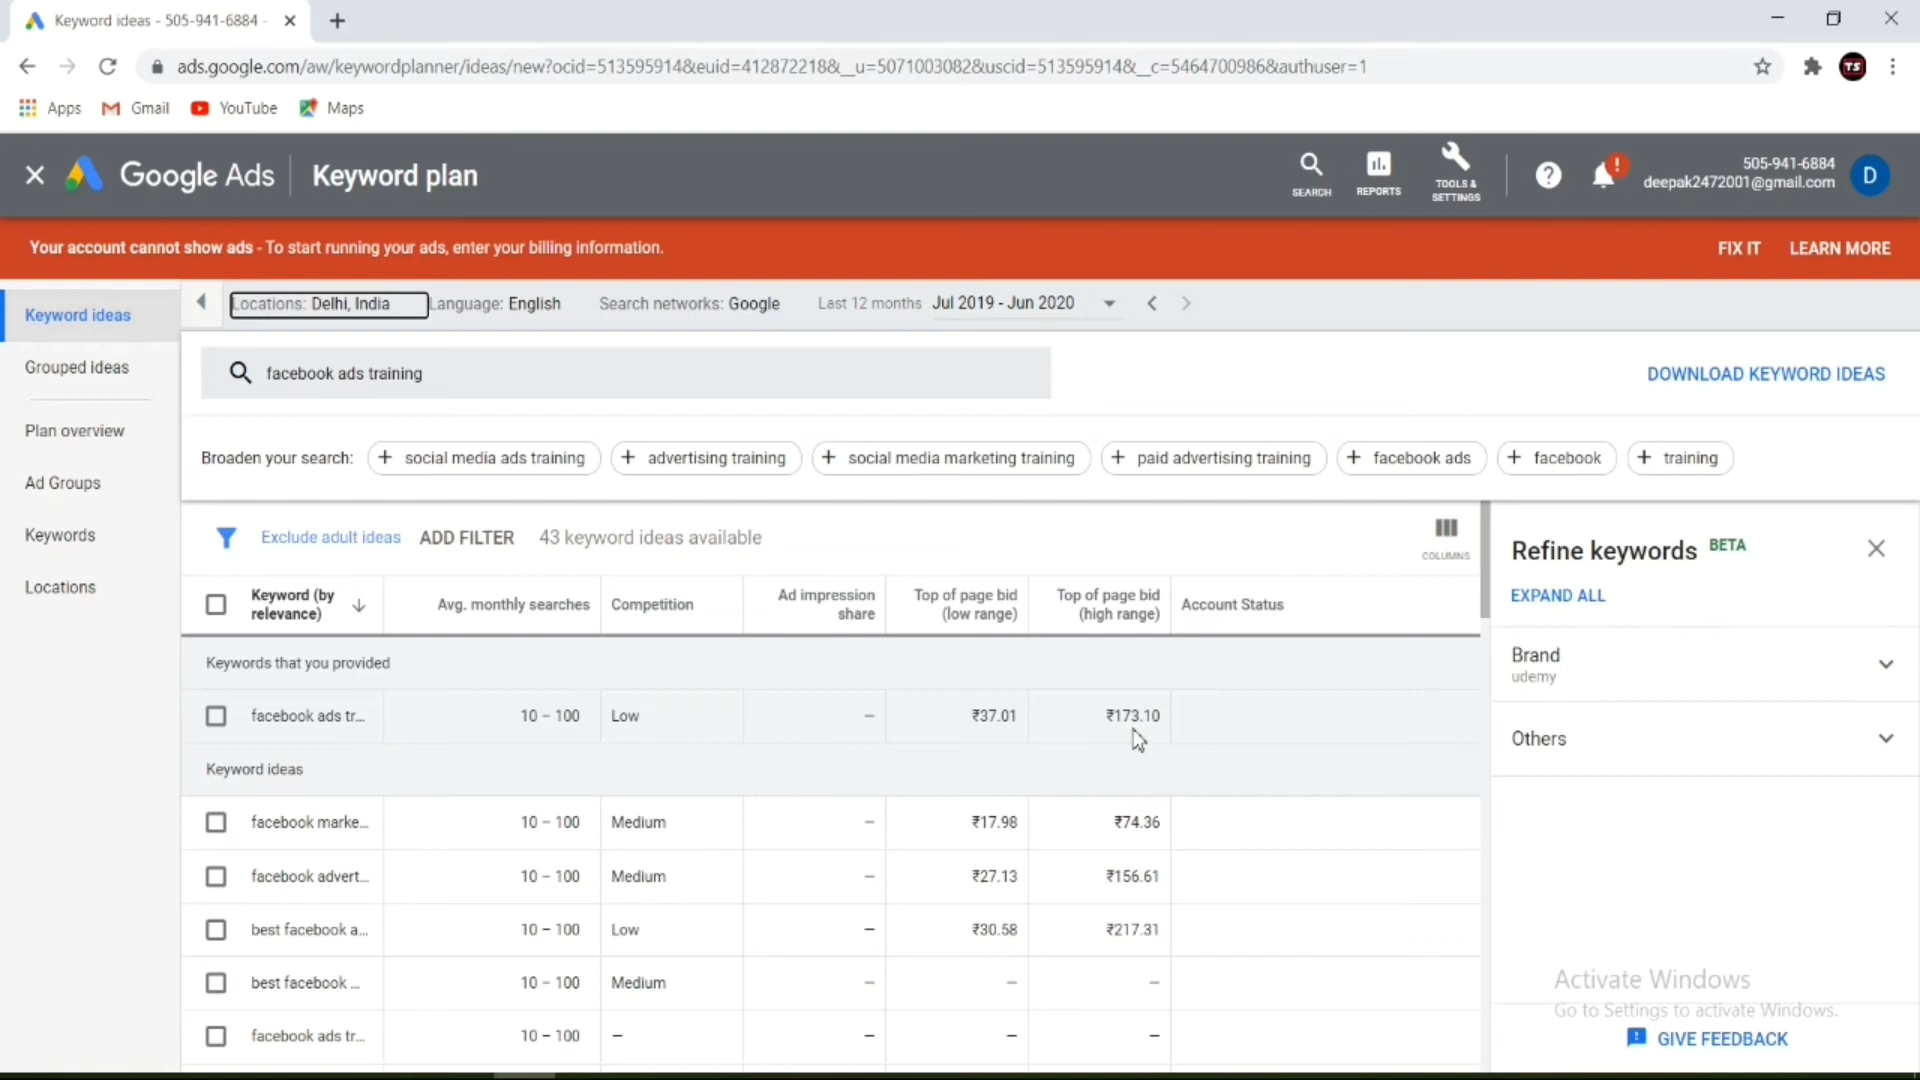 Keyword ideas - 505-941-6884 -
ads.google.com/aw/keywordplanner/ideas/new?ocid=513595914&euid=412872218&__u=5071003082&uscid=513595914&__c=5464700986&authuser=1
TS
Apps Gmail YouTube Maps
Google Ads Keyword plan
SEARCH
REPORTS
TOOLS &
SETTINGS
?
!
505-941-6884
deepak2472001@gmail.com
D
Your account cannot show ads - To start running your ads, enter your billing information.
FIX IT LEARN MORE
Keyword ideas
Grouped ideas
Plan overview
Ad Groups
Keywords
Locations
Locations: Delhi, India Language: English Search networks: Google Last 12 months Jul 2019 - Jun 2020
facebook ads training
DOWNLOAD KEYWORD IDEAS
Broaden your search: + social media ads training + advertising training + social media marketing training + paid advertising training + facebook ads + facebook + training
Exclude adult ideas ADD FILTER 43 keyword ideas available
COLUMNS
Keyword (by
relevance)
Avg. monthly searches
Competition
Ad impression
share
Top of page bid
(low range)
Top of page bid
(high range)
Account Status
Keywords that you provided
facebook ads tr... 10 – 100 Low – ₹37.01 ₹173.10
Keyword ideas
facebook marke... 10 – 100 Medium – ₹17.98 ₹74.36
facebook advert... 10 – 100 Medium – ₹27.13 ₹156.61
best facebook a... 10 – 100 Low – ₹30.58 ₹217.31
best facebook ... 10 – 100 Medium – – –
facebook ads tr... 10 – 100 – – – –
Refine keywords BETA
EXPAND ALL
Brand
udemy
Others
Activate Windows
Go to Settings to activate Windows.
GIVE FEEDBACK